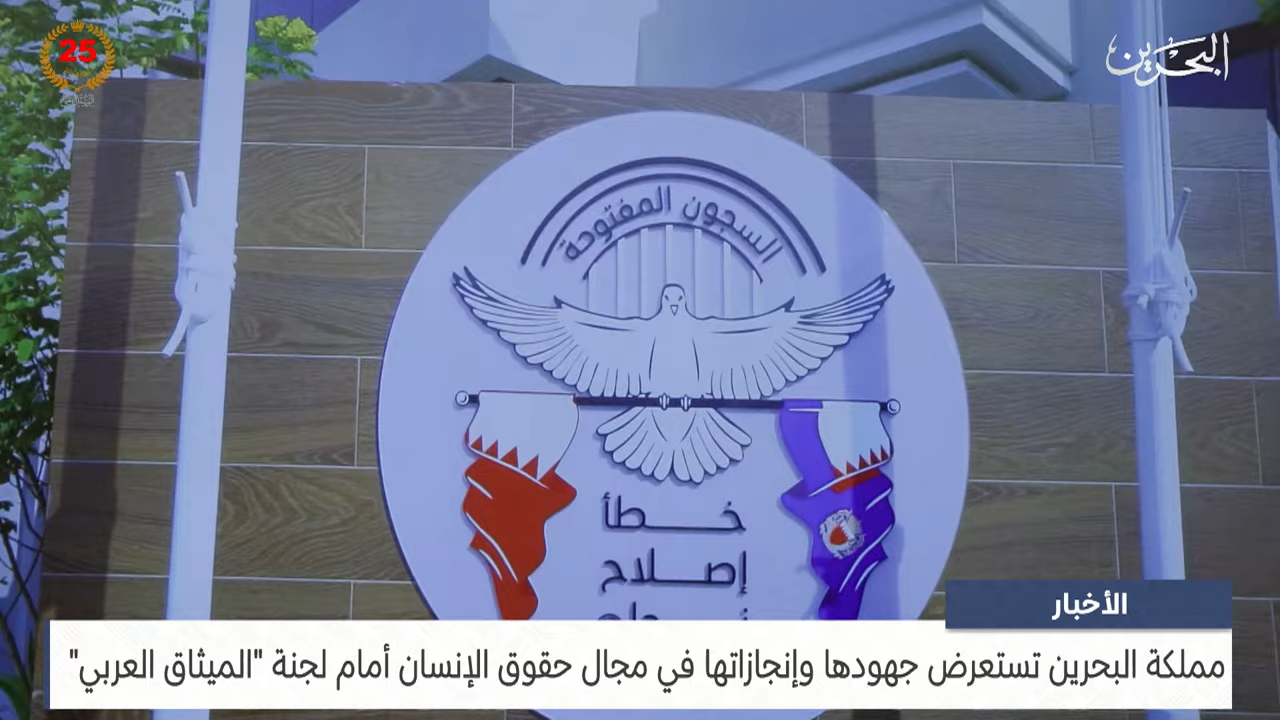 25
البحرين
السجون المفتوحة
خطأ
إصلاح
الأخبار
مملكة البحرين تستعرض جهودها وإنجازاتها في مجال حقوق الإنسان أمام لجنة "الميثاق العربي"